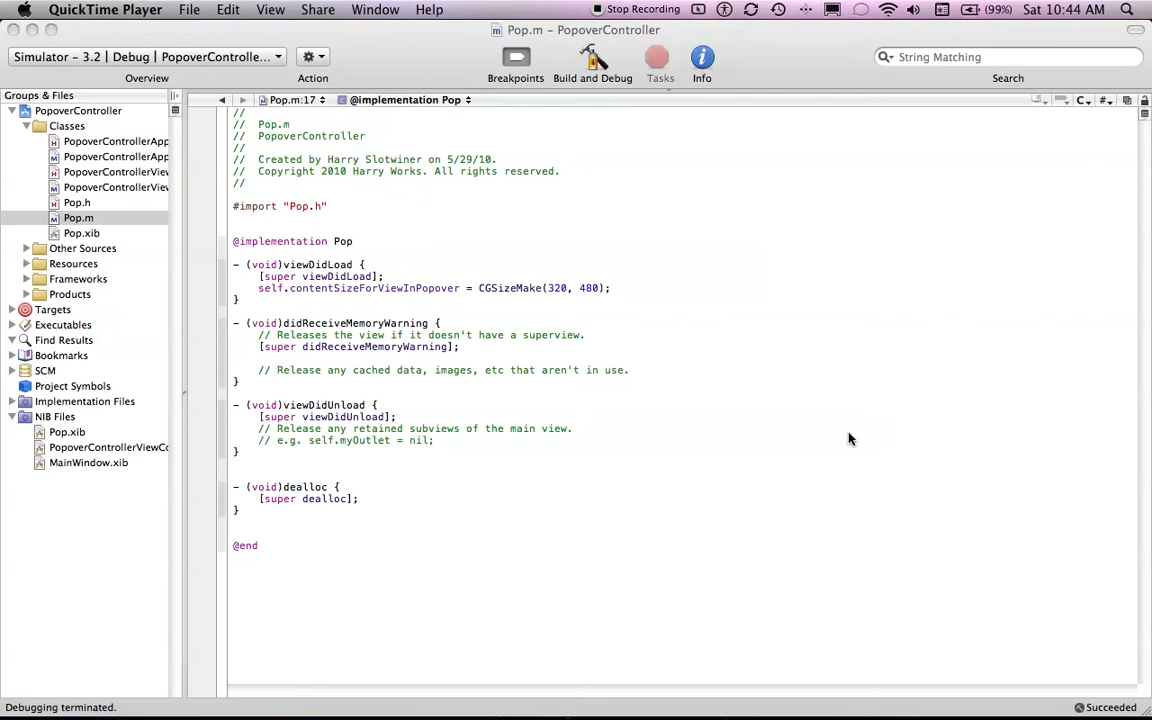 QuickTime Player File Edit View Share Window Help Stop Recording (99%) Sat 10:44 AM
Pop.m – PopoverController
Simulator - 3.2 | Debug | PopoverControlle... String Matching
Overview Action Breakpoints Build and Debug Tasks Info Search
Groups & Files
Pop.m:17 @implementation Pop C #
PopoverController
Classes
PopoverControllerApp
PopoverControllerApp
PopoverControllerView
PopoverControllerView
Pop.h
Pop.m
Pop.xib
Other Sources
Resources
Frameworks
Products
Targets
Executables
Find Results
Bookmarks
SCM
Project Symbols
Implementation Files
NIB Files
Pop.xib
PopoverControllerViewCo
MainWindow.xib
//
// Pop.m
// PopoverController
//
// Created by Harry Slotwiner on 5/29/10.
// Copyright 2010 Harry Works. All rights reserved.
//
#import "Pop.h"
@implementation Pop
- (void)viewDidLoad {
[super viewDidLoad];
self.contentSizeForViewInPopover = CGSizeMake(320, 480);
}
- (void)didReceiveMemoryWarning {
// Releases the view if it doesn't have a superview.
[super didReceiveMemoryWarning];
// Release any cached data, images, etc that aren't in use.
}
- (void)viewDidUnload {
[super viewDidUnload];
// Release any retained subviews of the main view.
// e.g. self.myOutlet = nil;
}
- (void)dealloc {
[super dealloc];
}
@end
Debugging terminated. Succeeded